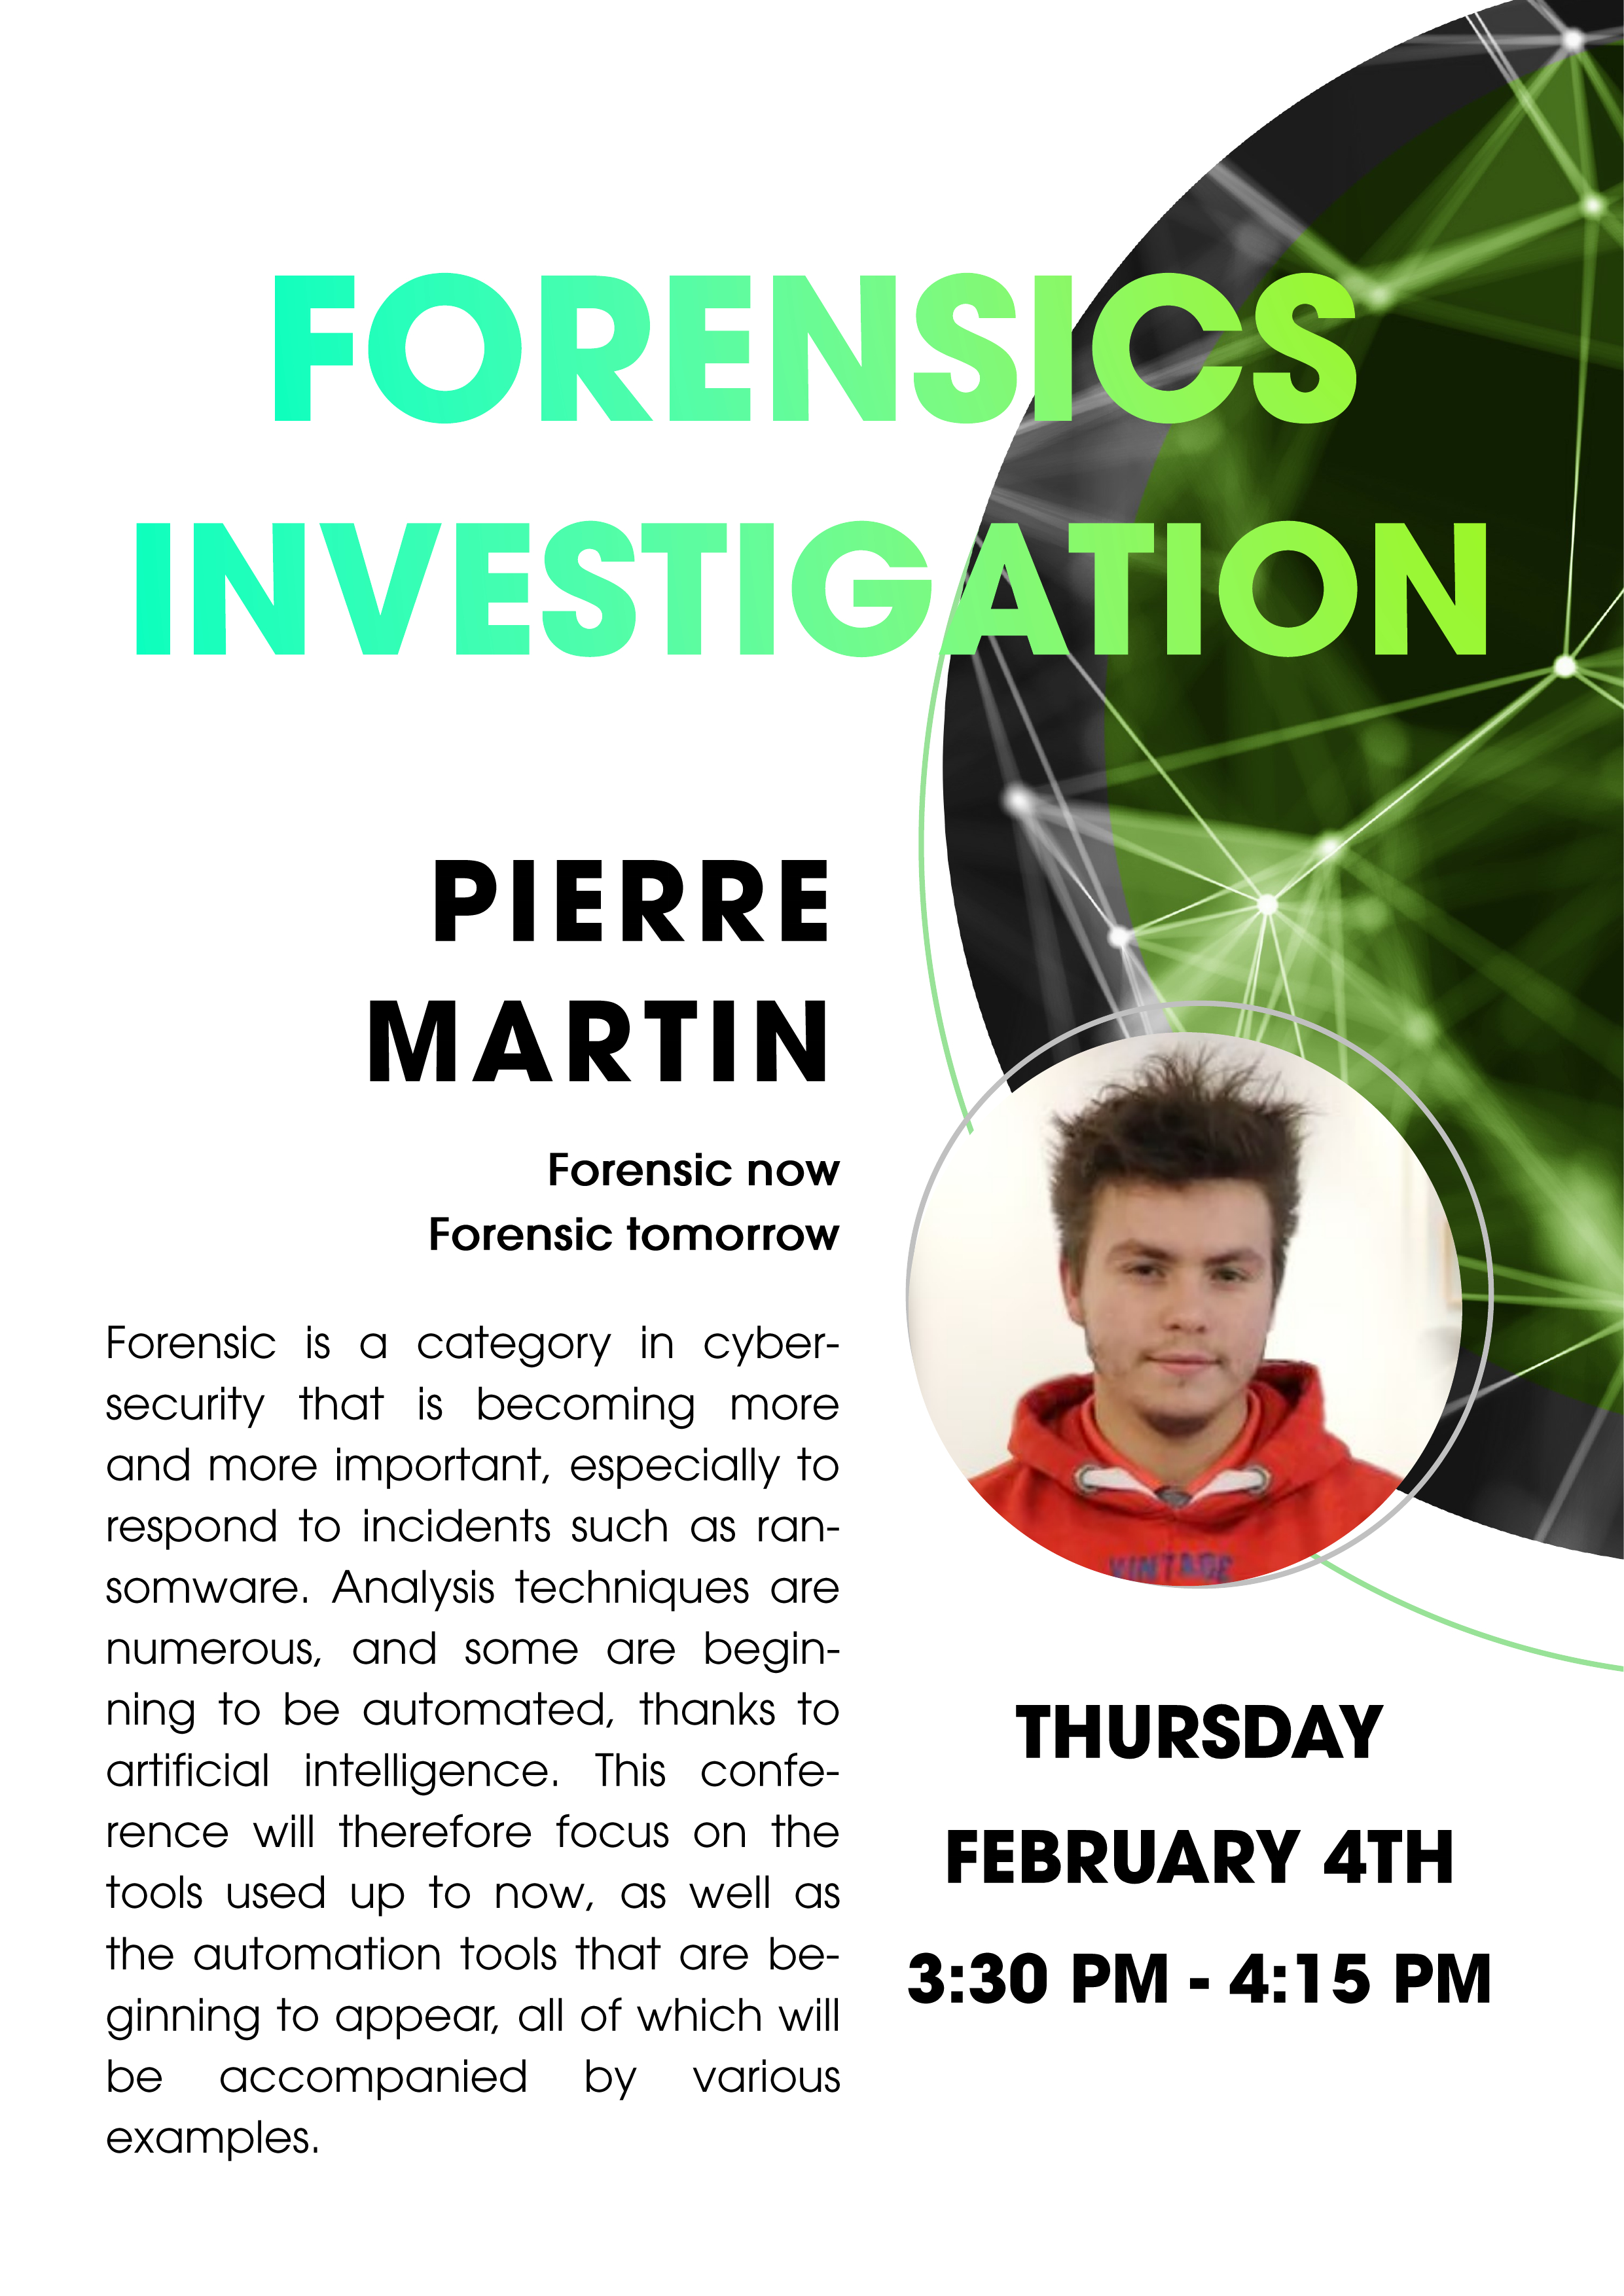 FORENSICS
INVESTIGATION
PIERRE
MARTIN
Forensic now
Forensic tomorrow
Forensic is a category in cyber-
security that is becoming more
and more important, especially to
respond to incidents such as ran-
somware. Analysis techniques are
numerous, and some are begin-
ning to be automated, thanks to
artificial intelligence. This confe-
rence will therefore focus on the
tools used up to now, as well as
the automation tools that are be-
ginning to appear, all of which will
be accompanied by various
examples.
VINTAGE
THURSDAY
FEBRUARY 4TH
3:30 PM - 4:15 PM